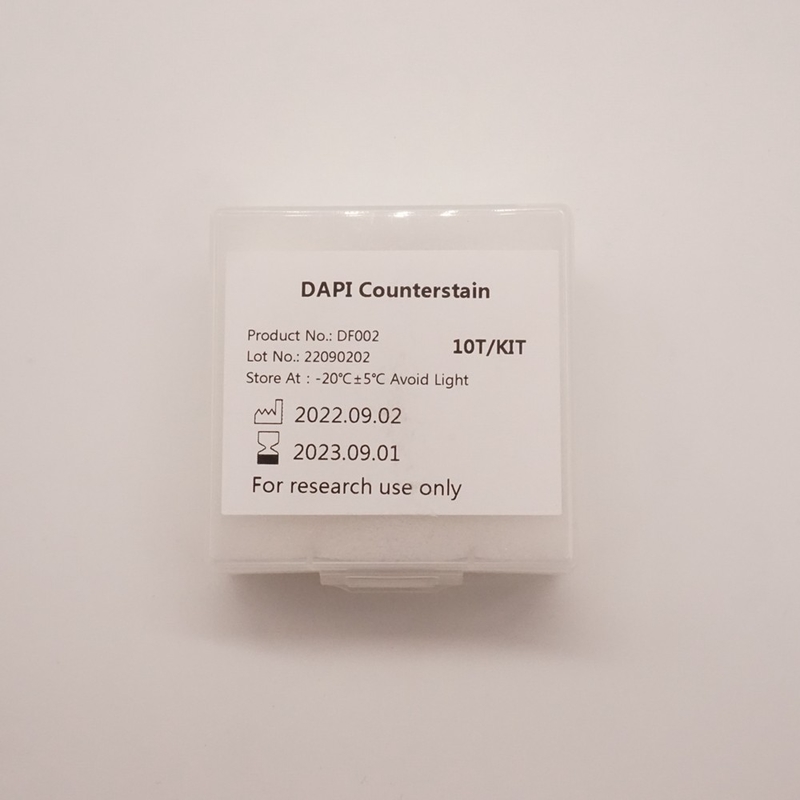 DAPI Counterstain
Product No.: DF002
10T/KIT
Lot No.: 22090202
Store At : -20℃±5℃ Avoid Light
2022.09.02
2023.09.01
For research use only